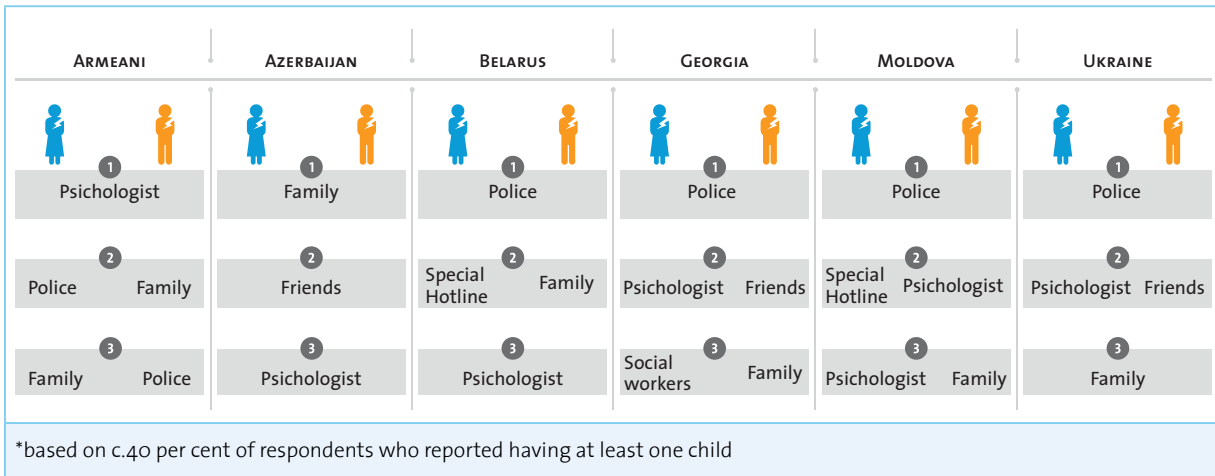 ARMEANI AZERBAIJAN BELARUS GEORGIA MOLDOVA UKRAINE
1 1 1 1 1 1
Psichologist Family Police Police Police Police
2 2 2 2 2 2
Police Family Friends Special Hotline Family Psichologist Friends Special Hotline Psichologist Psichologist Friends
3 3 3 3 3 3
Family Police Psichologist Psichologist Social workers Family Psichologist Family Family
*based on c.40 per cent of respondents who reported having at least one child